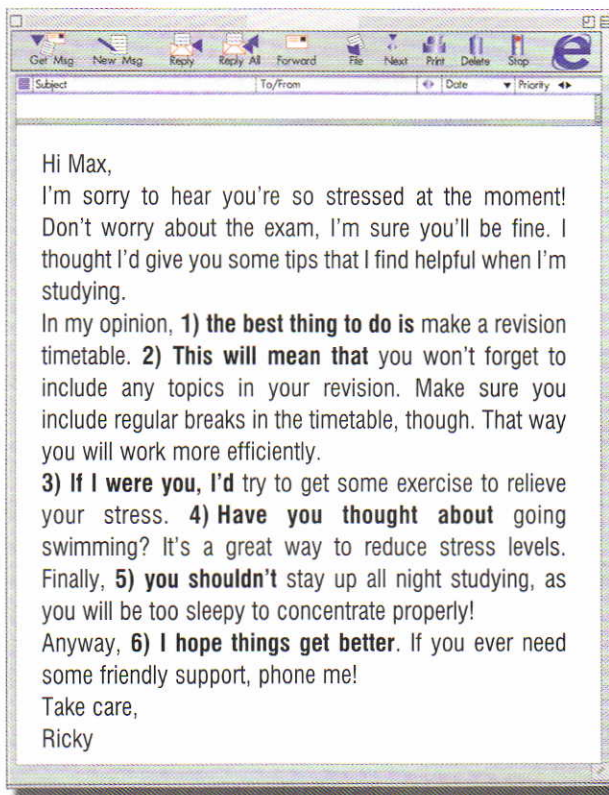 Get Msg New Msg Reply Reply All Forward File Next Print Delete Stop
Subject To/From Date Priority
Hi Max,
I'm sorry to hear you're so stressed at the moment!
Don't worry about the exam, I'm sure you'll be fine. I
thought I'd give you some tips that I find helpful when I'm
studying.
In my opinion, 1) the best thing to do is make a revision
timetable. 2) This will mean that you won't forget to
include any topics in your revision. Make sure you
include regular breaks in the timetable, though. That way
you will work more efficiently.
3) If I were you, I'd try to get some exercise to relieve
your stress. 4) Have you thought about going
swimming? It's a great way to reduce stress levels.
Finally, 5) you shouldn't stay up all night studying, as
you will be too sleepy to concentrate properly!
Anyway, 6) I hope things get better. If you ever need
some friendly support, phone me!
Take care,
Ricky